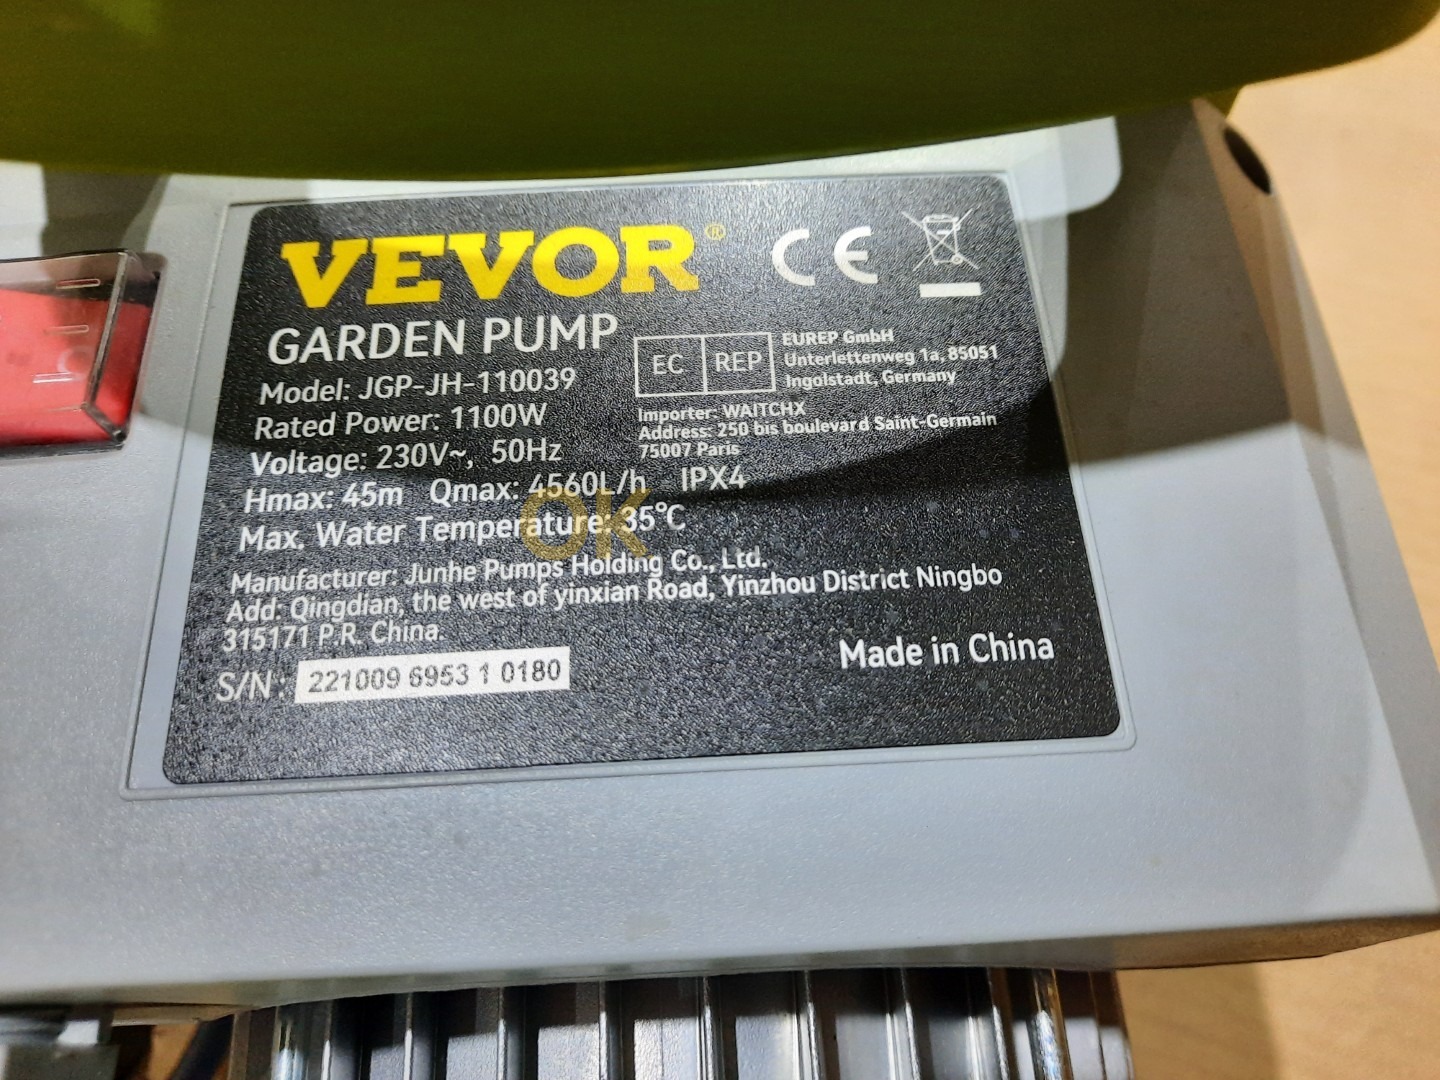 VEVOR®
CE
GARDEN PUMP
EC REP
EUREP GmbH
Unterlettenweg 1a, 85051
Ingolstadt, Germany
Model: JGP-JH-110039
Rated Power: 1100W
Importer: WAITCHX
Address: 250 bis boulevard Saint-Germain
75007 Paris
Voltage: 230V~, 50Hz
Hmax: 45m Qmax: 4560L/h IPX4
Max. Water Temperature: 35℃
OK
Manufacturer: Junhe Pumps Holding Co., Ltd.
Add: Qingdian, the west of yinxian Road, Yinzhou District Ningbo
315171 P.R. China.
S/N: 221009 6953 1 0180
Made in China